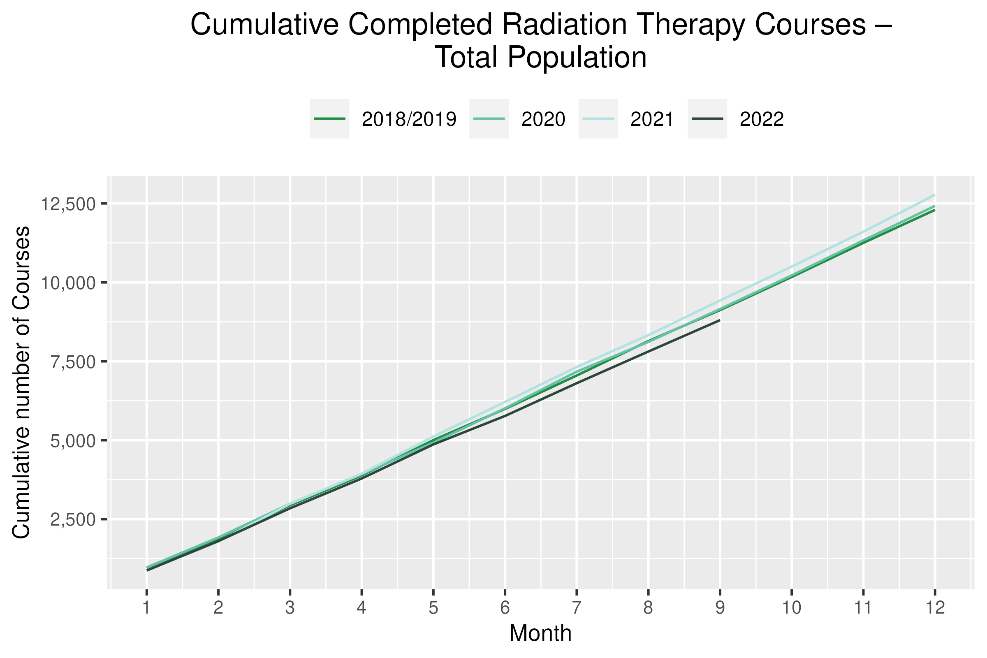 Cumulative Completed Radiation Therapy Courses –
Total Population
2018/2019 2020 2021 2022
Cumulative number of Courses
12,500
10,000
7,500
5,000
2,500
1 2 3 4 5 6 7 8 9 10 11 12
Month